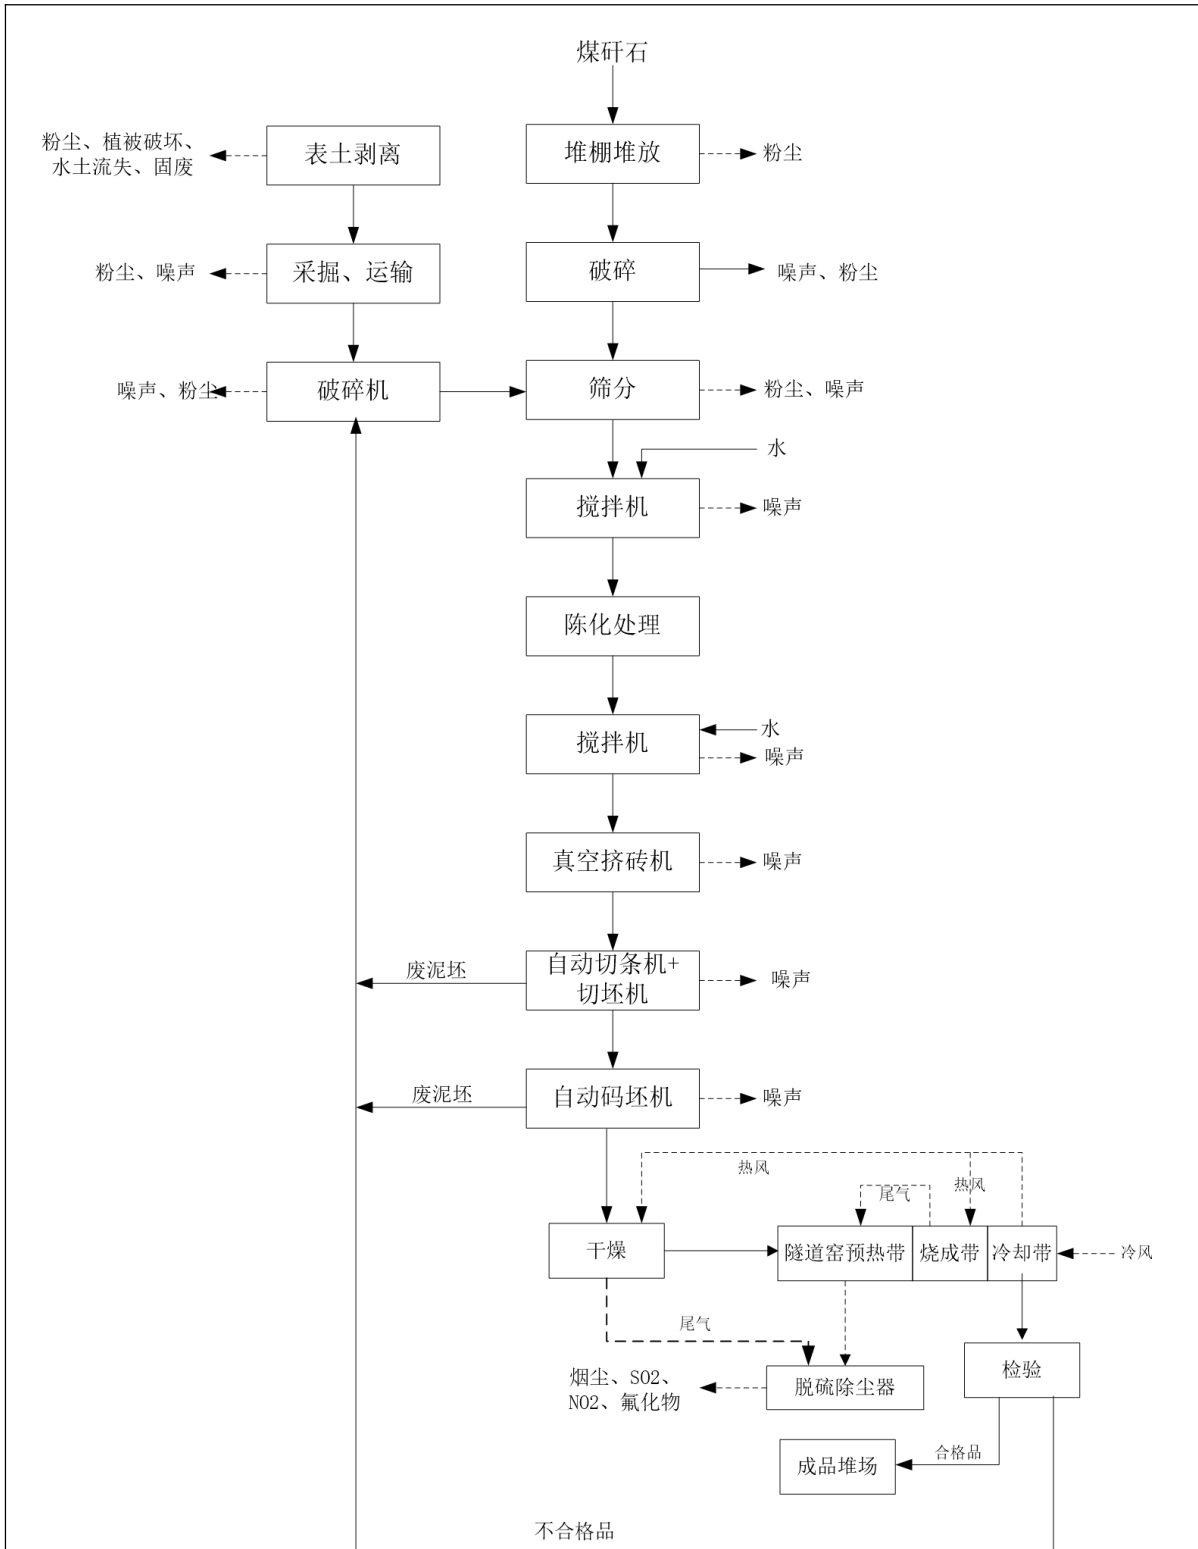 煤矸石
粉尘、植被破坏、
水土流失、固废
表土剥离
堆棚堆放
粉尘
粉尘、噪声
采掘、运输
破碎
噪声、粉尘
噪声、粉尘
破碎机
筛分
粉尘、噪声
水
搅拌机
噪声
陈化处理
搅拌机
水
噪声
真空挤砖机
噪声
废泥坯
自动切条机+
切坯机
噪声
废泥坯
自动码坯机
噪声
热风
热风
尾气
干燥
隧道窑预热带
烧成带
冷却带
冷风
尾气
烟尘、SO2、
NO2、氟化物
脱硫除尘器
检验
成品堆场
合格品
不合格品